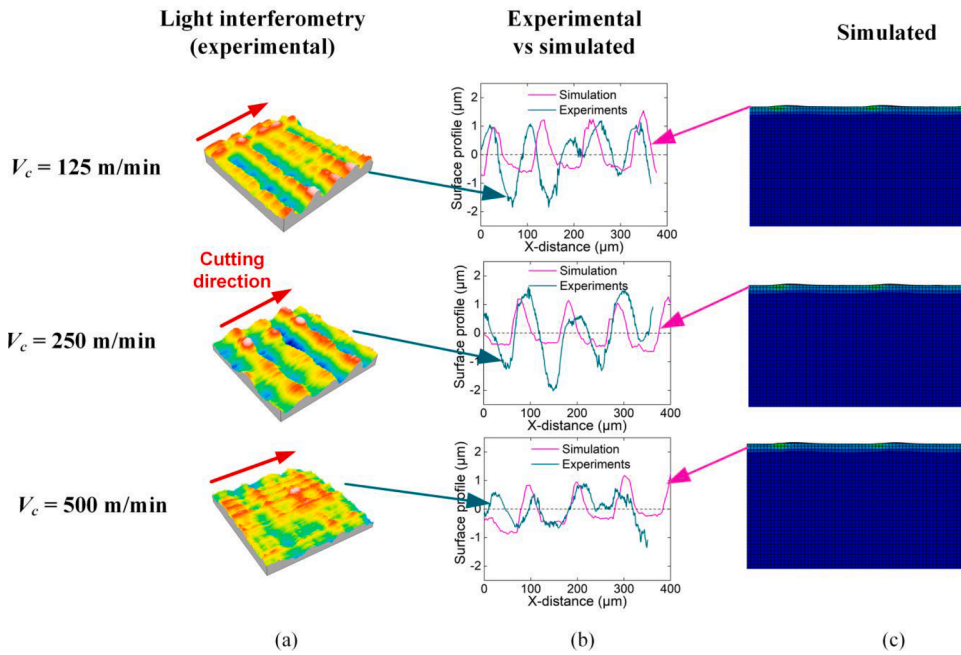 Light interferometry
(experimental)
Experimental
vs simulated
Simulated
V_c = 125 m/min
Surface profile (μm)
2
1
0
-1
-2
Simulation
Experiments
0 100 200 300 400
X-distance (μm)
Cutting
direction
V_c = 250 m/min
Surface profile (μm)
2
1
0
-1
-2
Simulation
Experiments
0 100 200 300 400
X-distance (μm)
V_c = 500 m/min
Surface profile (μm)
2
1
0
-1
-2
Simulation
Experiments
0 100 200 300 400
X-distance (μm)
(a) (b) (c)